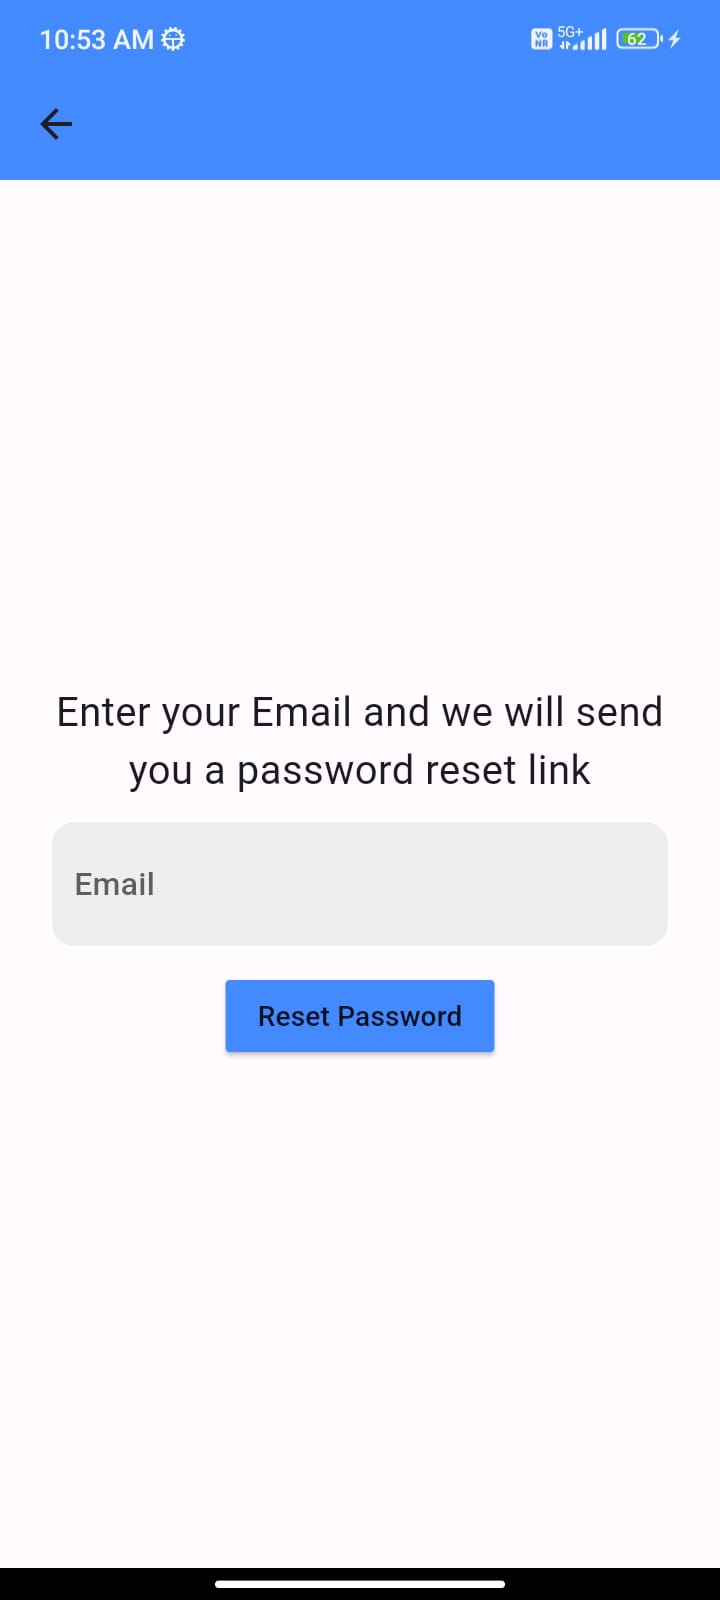 10:53 AM
Vo NR 5G+ 62
Enter your Email and we will send
you a password reset link
Email
Reset Password